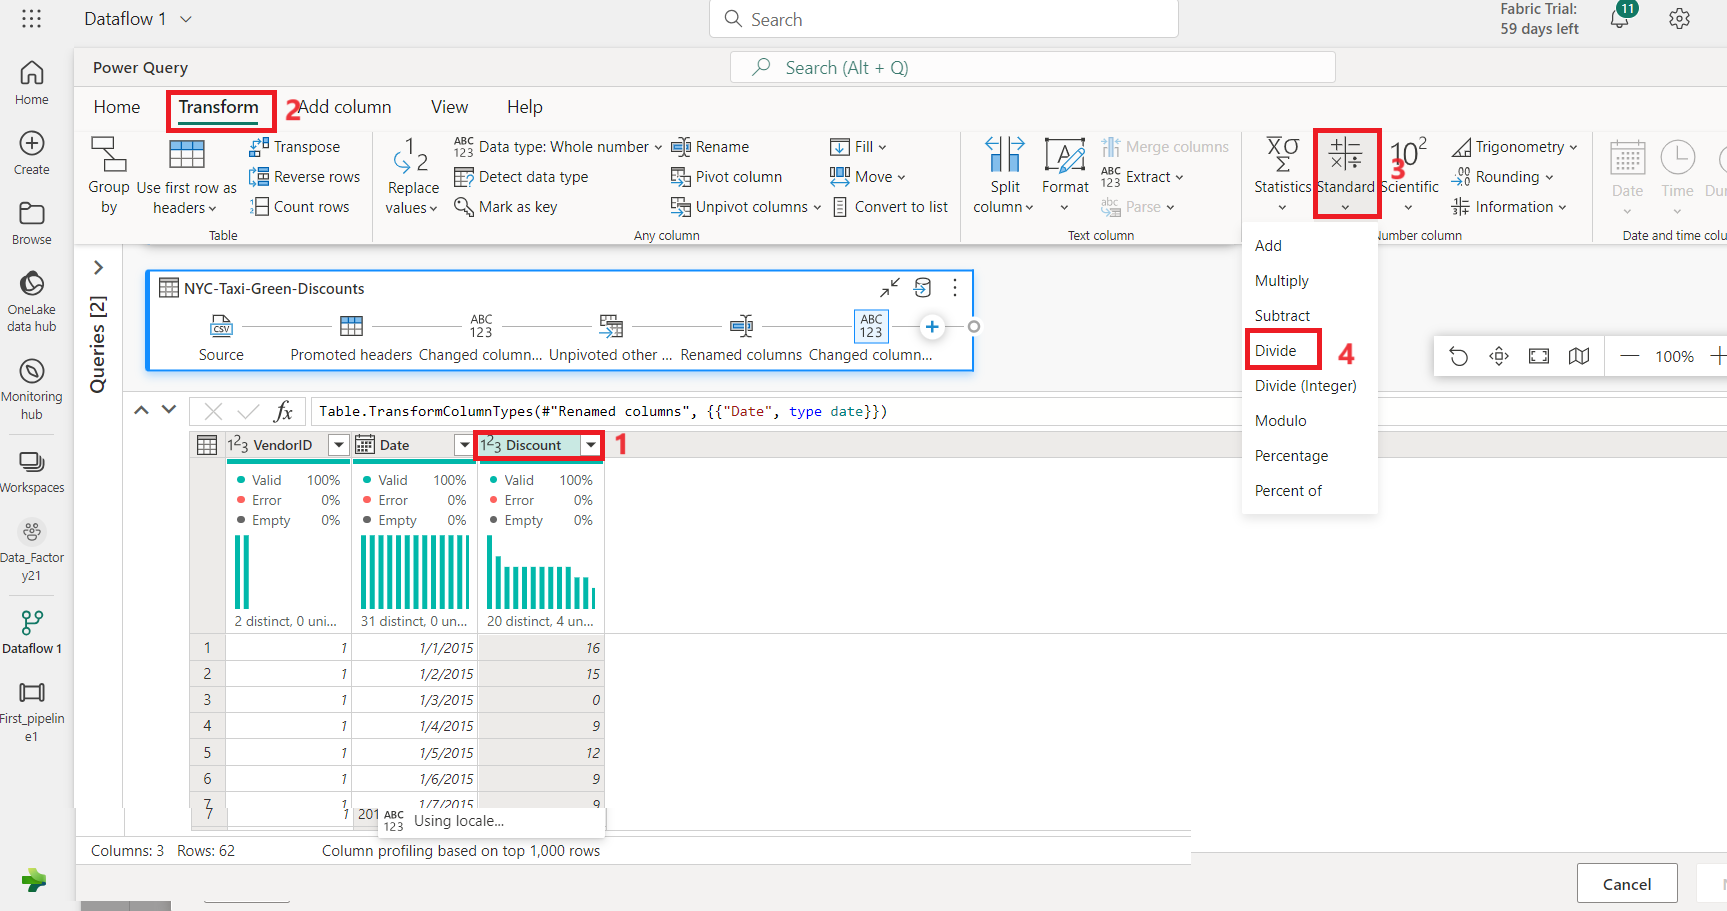 Dataflow 1
Search
Fabric Trial:
59 days left
11
Power Query
Search (Alt + Q)
Home
Transform
2
Add column
View
Help
Group by
Use first row as headers
Transpose
Reverse rows
Count rows
Table
Replace values
Data type: Whole number
Detect data type
Mark as key
Rename
Pivot column
Unpivot columns
Fill
Move
Convert to list
Any column
Split column
Format
Merge columns
Extract
Parse
Text column
Statistics
Standard
3
Scientific
Trigonometry
Rounding
Information
Number column
Date
Time
Date and time colu
Add
Multiply
Subtract
Divide
4
Divide (Integer)
Modulo
Percentage
Percent of
Home
Create
Browse
OneLake
data hub
Monitoring
hub
Workspaces
Data_Factor
y21
Dataflow 1
First_pipelin
e1
Queries [2]
NYC-Taxi-Green-Discounts
Source
Promoted headers
Changed column...
Unpivoted other ...
Renamed columns
Changed column...
100%
fx
Table.TransformColumnTypes(#"Renamed columns", {{"Date", type date}})
VendorID
Date
Discount
1
Valid 100%
Error 0%
Empty 0%
2 distinct, 0 uni...
Valid 100%
Error 0%
Empty 0%
31 distinct, 0 un...
Valid 100%
Error 0%
Empty 0%
20 distinct, 4 un...
1 1 1/1/2015 16
2 1 1/2/2015 15
3 1 1/3/2015 0
4 1 1/4/2015 9
5 1 1/5/2015 12
6 1 1/6/2015 9
7 1 1/7/2015 9
7 1 201
ABC
123
Using locale...
Columns: 3 Rows: 62
Column profiling based on top 1,000 rows
Cancel